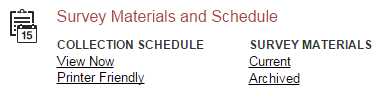 15
Survey Materials and Schedule
COLLECTION SCHEDULE
View Now
Printer Friendly
SURVEY MATERIALS
Current
Archived